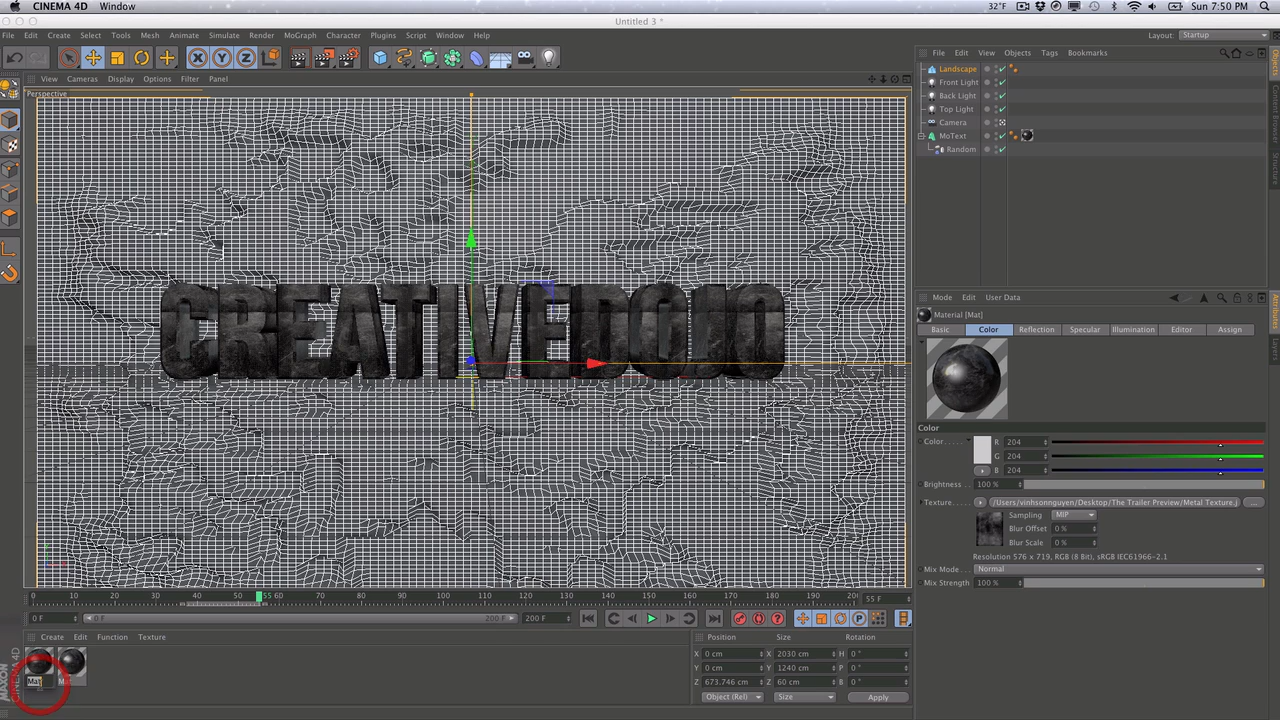 CINEMA 4D Window
32°F Sun 7:50 PM
Untitled 3 *
File Edit Create Select Tools Mesh Animate Simulate Render MoGraph Character Plugins Script Window Help
Layout: Startup
X Y Z
File Edit View Objects Tags Bookmarks
View Cameras Display Options Filter Panel
Perspective
Landscape
Front Light
Back Light
Top Light
Camera
MoText
Random
CREATIVEDOJO
Objects
Structure
Attributes
Layers
Mode Edit User Data
Material [Mat]
Basic Color Reflection Specular Illumination Editor Assign
Color
Color R 204
G 204
B 204
Brightness 100 %
Texture /Users/vinhsonnguyen/Desktop/The Trailer Preview/Metal Texture.j ...
Sampling MIP
Blur Offset 0 %
Blur Scale 0 %
Resolution 576 x 719, RGB (8 Bit), sRGB IEC61966-2.1
Mix Mode Normal
Mix Strength 100 %
0 10 20 30 40 50 55 60 70 80 90 100 110 120 130 140 150 160 170 180 190 20 55 F
0 F 0 F 200 F 200 F
Create Edit Function Texture
Mat Mat
MAXON CINEMA 4D
Position Size Rotation
X 0 cm X 2030 cm H 0 °
Y 0 cm Y 1240 cm P 0 °
Z 673.746 cm Z 60 cm B 0 °
Object (Rel) Size Apply